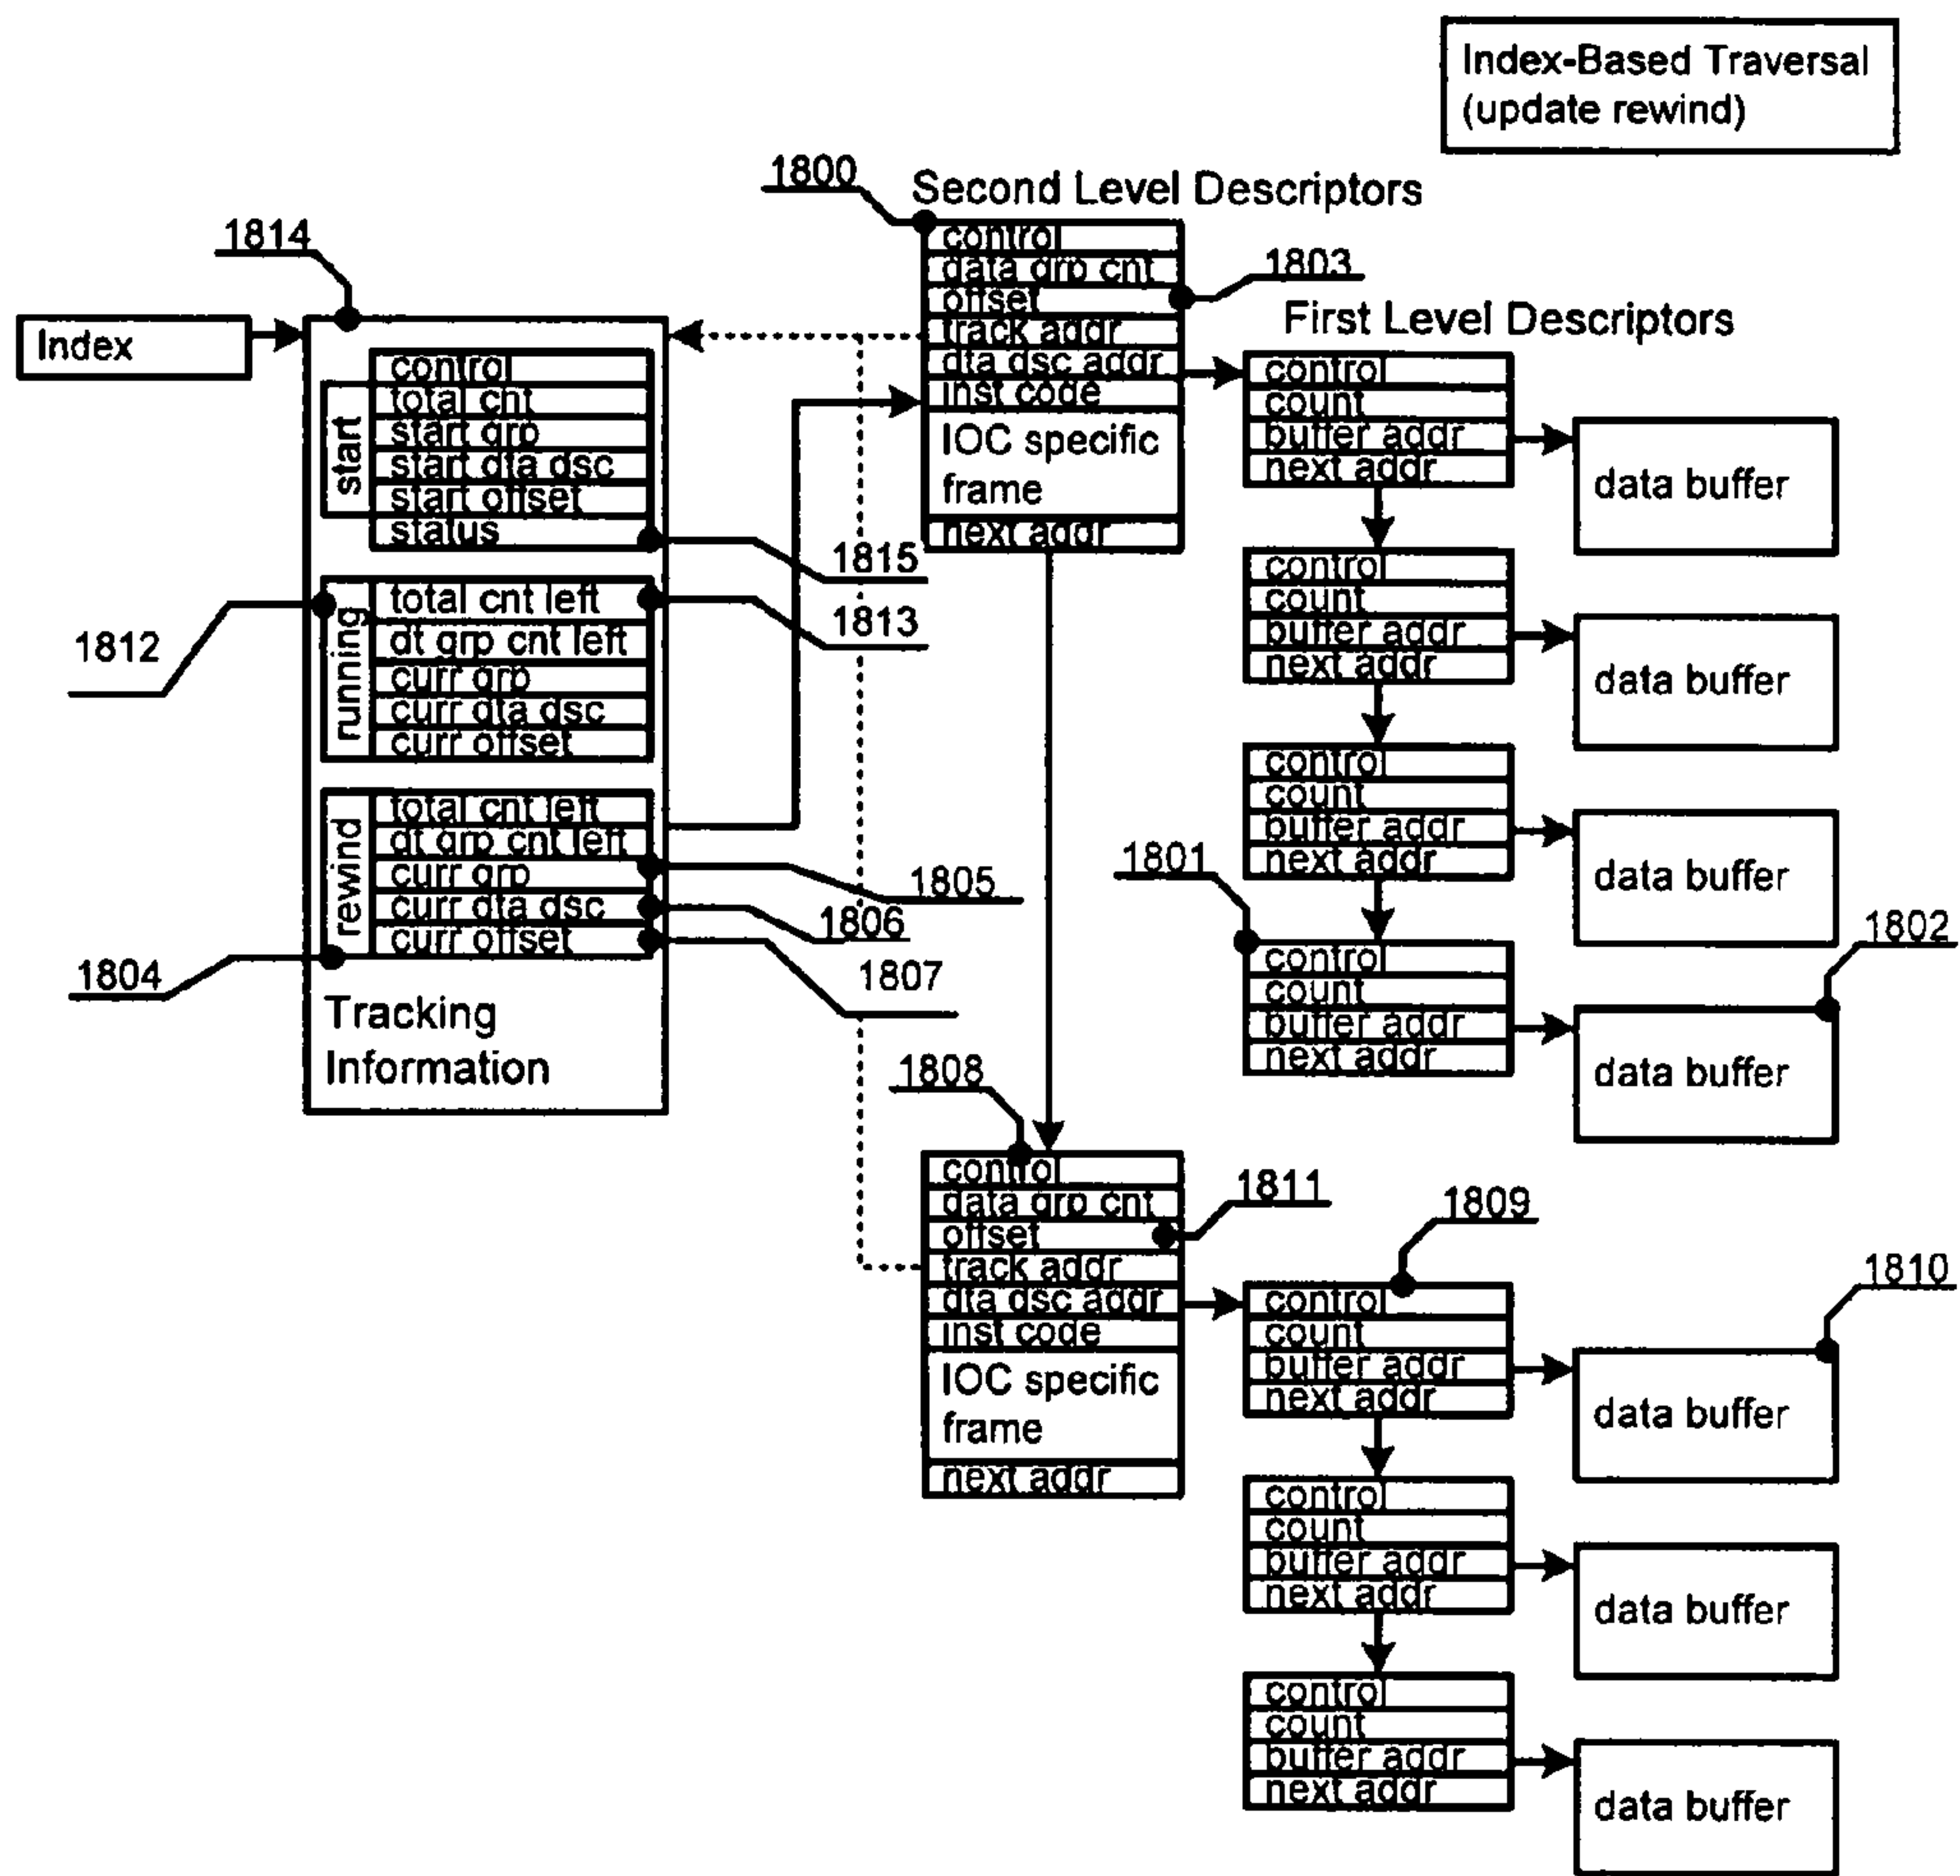 Index-Based Traversal
(update rewind)
1800
Second Level Descriptors
control
data grp cnt
offset
track addr
dta dsc addr
inst code
IOC specific
frame
next addr
1803
1814
Index
control
start
total cnt
start grp
start dta dsc
start offset
status
1815
running
total cnt left
dt grp cnt left
curr grp
curr dta dsc
curr offset
1813
1812
rewind
total cnt left
dt grp cnt left
curr grp
curr dta dsc
curr offset
1805
1806
1807
1804
Tracking
Information
First Level Descriptors
control
count
buffer addr
next addr
data buffer
control
count
buffer addr
next addr
data buffer
control
count
buffer addr
next addr
data buffer
1801
control
count
buffer addr
next addr
1802
data buffer
1808
control
data grp cnt
offset
track addr
dta dsc addr
inst code
IOC specific
frame
next addr
1811
1809
control
count
buffer addr
next addr
1810
data buffer
control
count
buffer addr
next addr
data buffer
control
count
buffer addr
next addr
data buffer